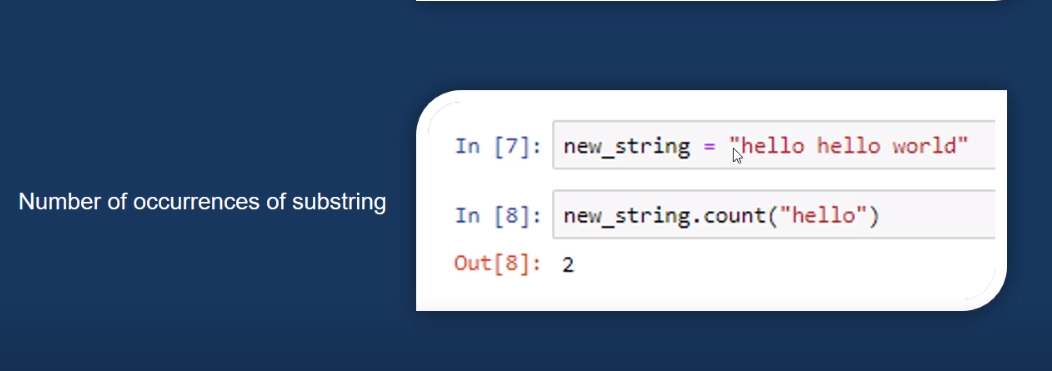 In [7]: new_string = "hello hello world"
Number of occurrences of substring
In [8]: new_string.count("hello")
Out[8]: 2